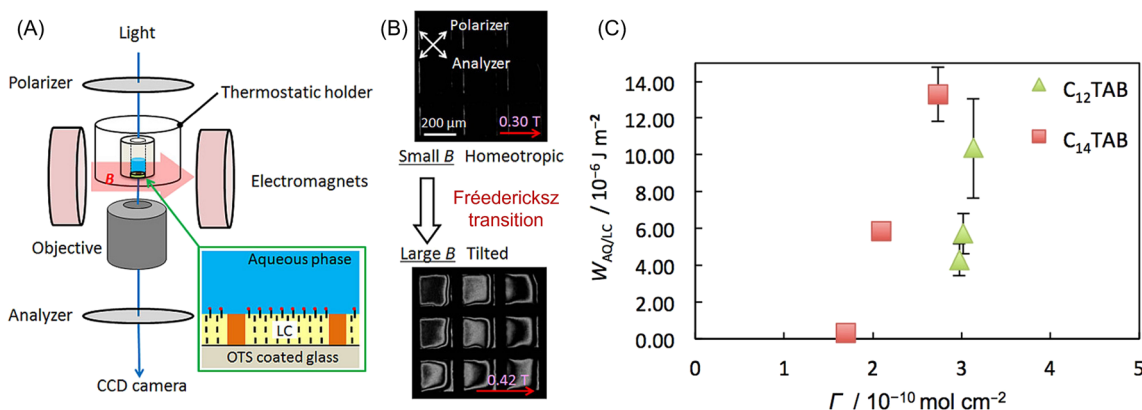 (A)
Light
Polarizer
Thermostatic holder
B
Electromagnets
Objective
Aqueous phase
LC
OTS coated glass
Analyzer
CCD camera
(B)
Polarizer
Analyzer
200 μm
0.30 T
Small B Homeotropic
Fréedericksz
transition
Large B Tilted
0.42 T
(C)
W_AQ/LC / 10⁻⁶ J m⁻²
14.00
12.00
10.00
8.00
6.00
4.00
2.00
0.00
0 1 2 3 4 5
Γ / 10⁻¹⁰ mol cm⁻²
C₁₂TAB
C₁₄TAB